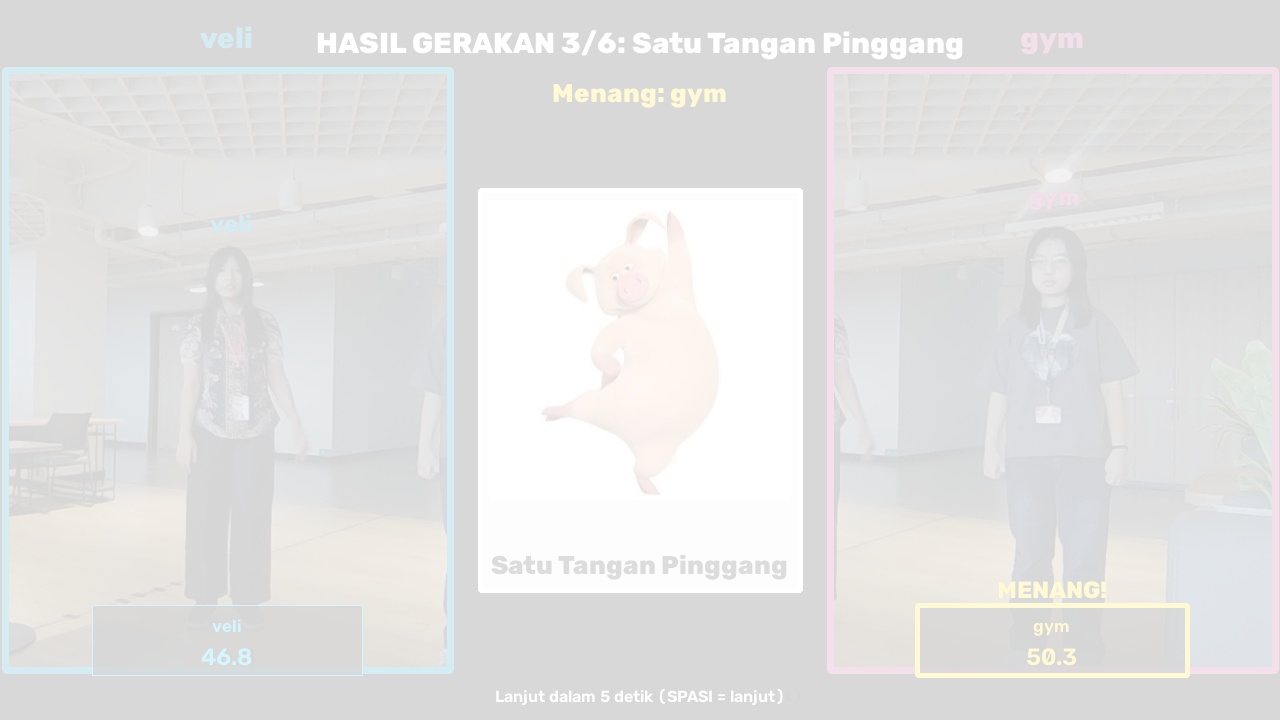 veli
HASIL GERAKAN 3/6: Satu Tangan Pinggang
gym
Menang: gym
veli
gym
Satu Tangan Pinggang
MENANG!
veli
46.8
gym
50.3
Lanjut dalam 5 detik (SPASI = lanjut)